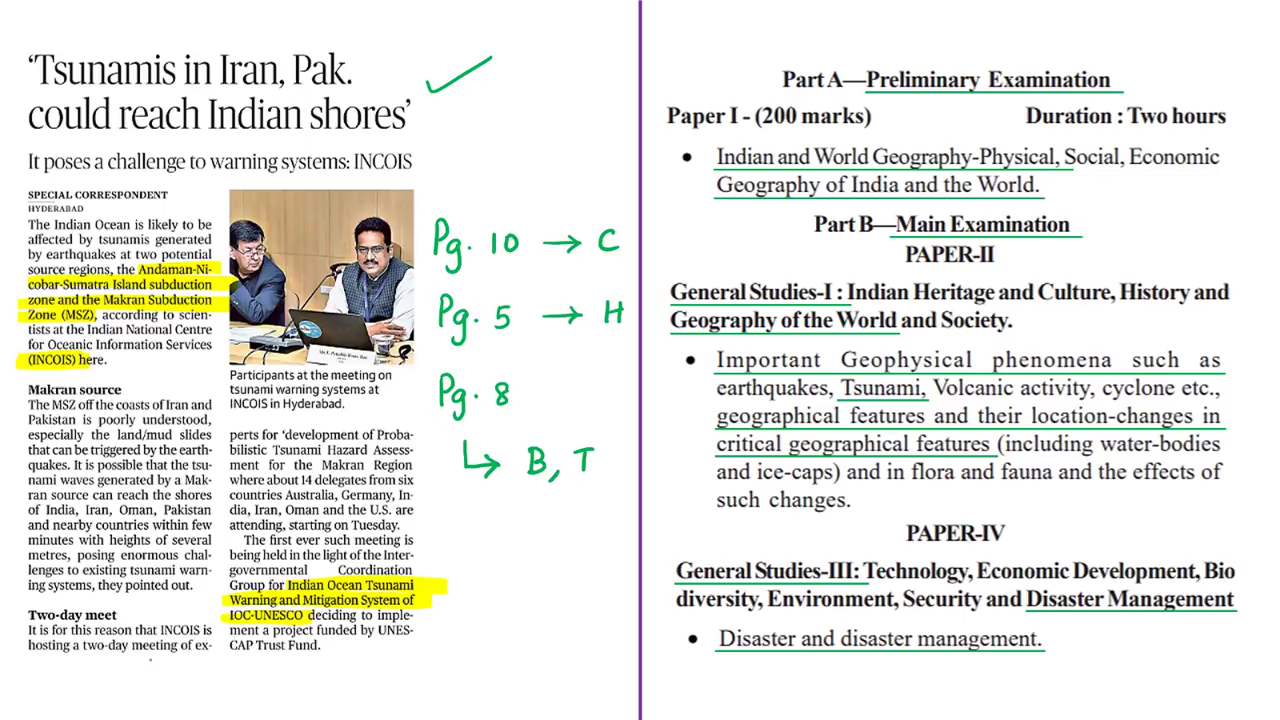 ‘Tsunamis in Iran, Pak.
could reach Indian shores’
It poses a challenge to warning systems: INCOIS
SPECIAL CORRESPONDENT
HYDERABAD
The Indian Ocean is likely to be
affected by tsunamis generated
by earthquakes at two potential
source regions, the Andaman-Ni-
cobar-Sumatra Island subduction
zone and the Makran Subduction
Zone (MSZ), according to scien-
tists at the Indian National Centre
for Oceanic Information Services
(INCOIS) here.
Makran source
The MSZ off the coasts of Iran and
Pakistan is poorly understood,
especially the land/mud slides
that can be triggered by the earth-
quakes. It is possible that the tsu-
nami waves generated by a Mak-
ran source can reach the shores
of India, Iran, Oman, Pakistan
and nearby countries within few
minutes with heights of several
metres, posing enormous chal-
lenges to existing tsunami warn-
ing systems, they pointed out.
Two-day meet
It is for this reason that INCOIS is
hosting a two-day meeting of ex-
Participants at the meeting on
tsunami warning systems at
INCOIS in Hyderabad.
perts for ‘development of Proba-
bilistic Tsunami Hazard Assess-
ment for the Makran Region
where about 14 delegates from six
countries Australia, Germany, In-
dia, Iran, Oman and the U.S. are
attending, starting on Tuesday.
The first ever such meeting is
being held in the light of the Inter-
governmental Coordination
Group for Indian Ocean Tsunami
Warning and Mitigation System of
IOC-UNESCO deciding to imple-
ment a project funded by UNES-
CAP Trust Fund.
Pg. 10 → C
Pg. 5 → H
Pg. 8
↳ B, T
Part A—Preliminary Examination
Paper I - (200 marks) Duration : Two hours
• Indian and World Geography-Physical, Social, Economic
Geography of India and the World.
Part B—Main Examination
PAPER-II
General Studies-I : Indian Heritage and Culture, History and
Geography of the World and Society.
• Important Geophysical phenomena such as
earthquakes, Tsunami, Volcanic activity, cyclone etc.,
geographical features and their location-changes in
critical geographical features (including water-bodies
and ice-caps) and in flora and fauna and the effects of
such changes.
PAPER-IV
General Studies-III: Technology, Economic Development, Bio
diversity, Environment, Security and Disaster Management
• Disaster and disaster management.